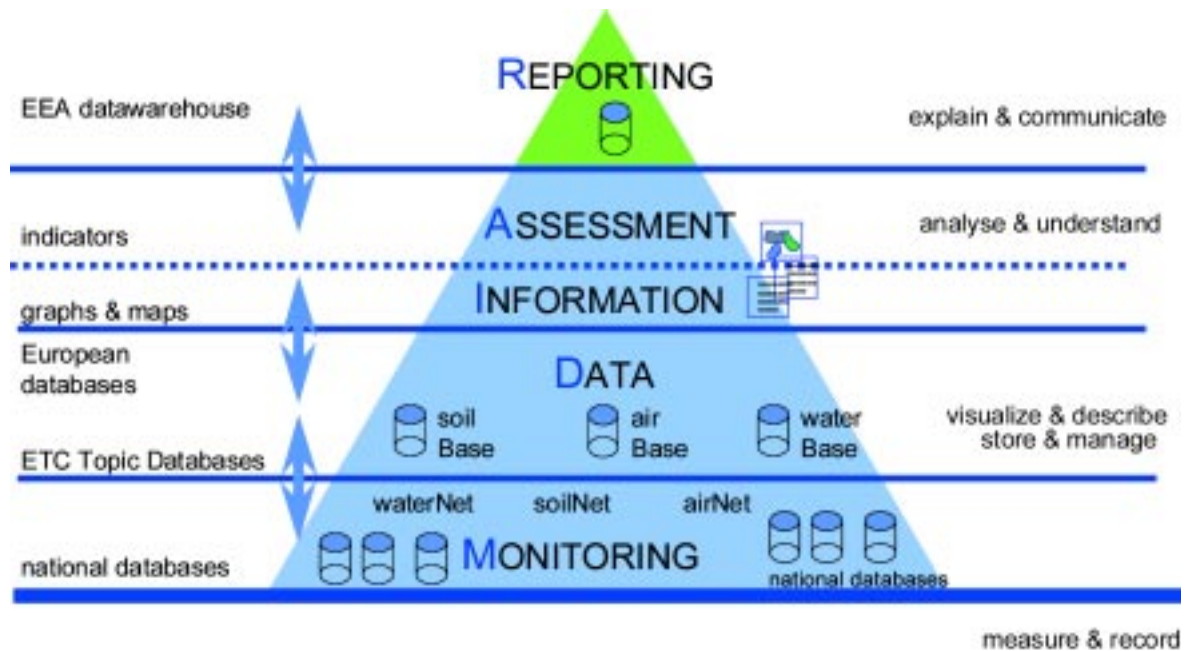 REPORTING
EEA datawarehouse
explain & communicate
ASSESSMENT
analyse & understand
indicators
INFORMATION
graphs & maps
European
databases
DATA
soil
Base
air
Base
water
Base
visualize & describe
store & manage
ETC Topic Databases
waterNet soilNet airNet
MONITORING
national databases
national databases
measure & record